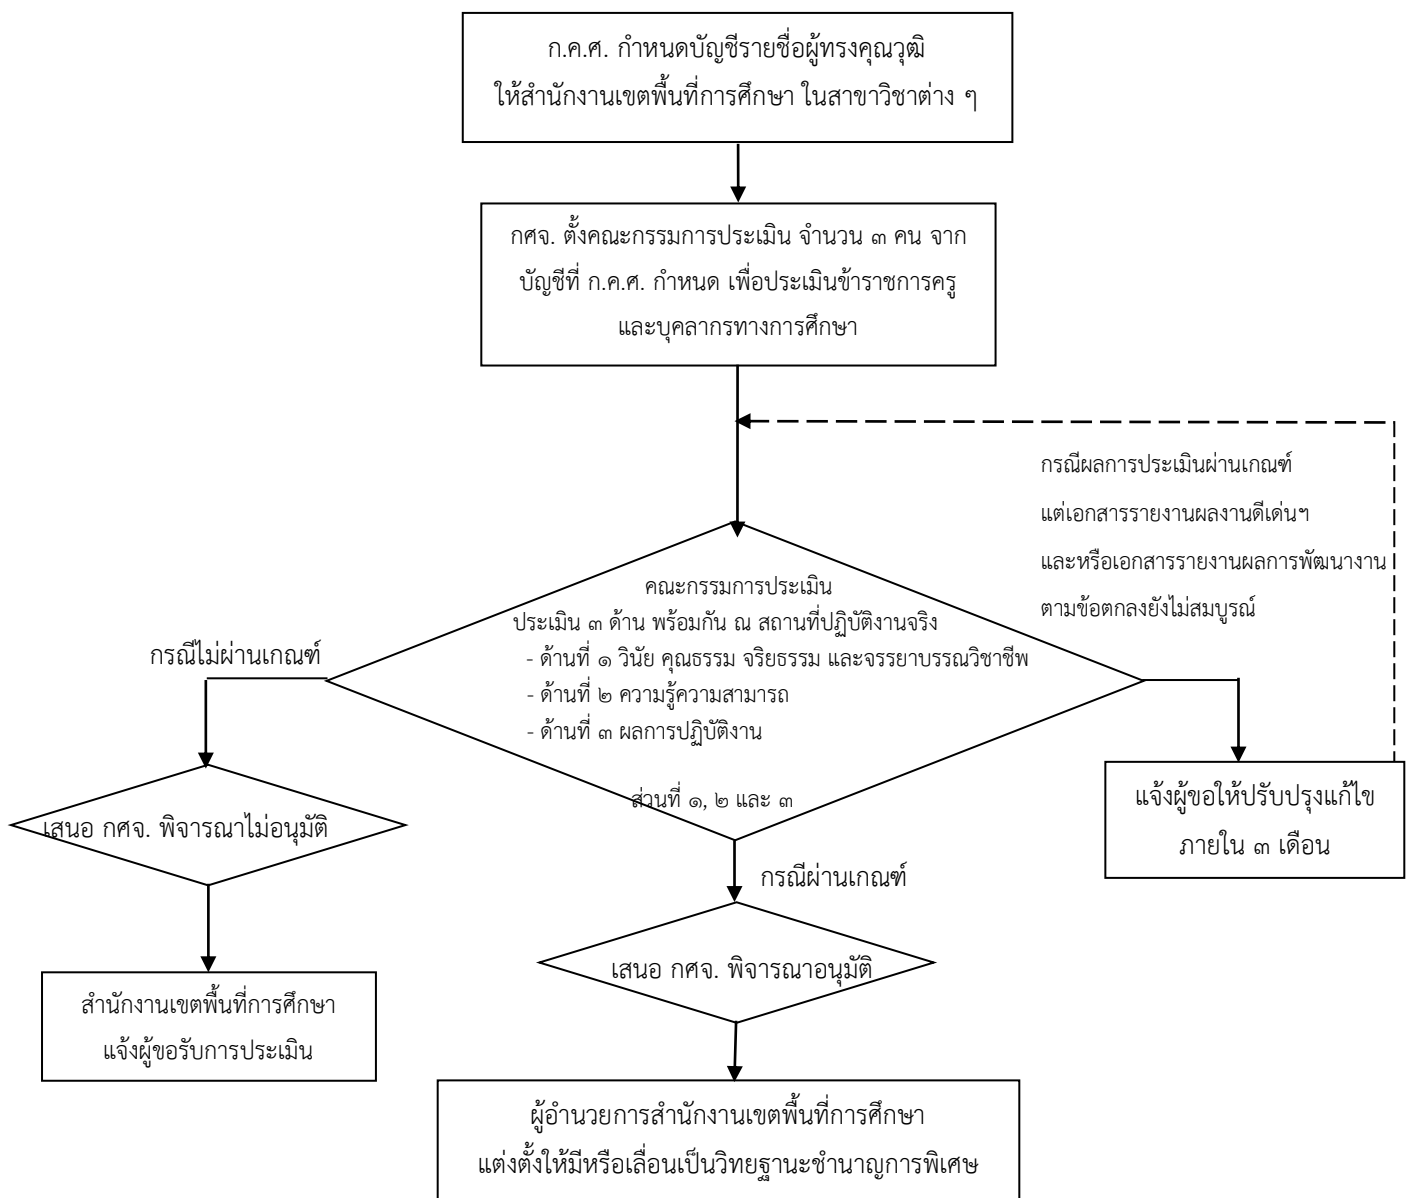 ก.ค.ศ. กำหนดบัญชีรายชื่อผู้ทรงคุณวุฒิ
ให้สำนักงานเขตพื้นที่การศึกษา ในสาขาวิชาต่าง ๆ
กศจ. ตั้งคณะกรรมการประเมิน จำนวน ๓ คน จาก
บัญชีที่ ก.ค.ศ. กำหนด เพื่อประเมินข้าราชการครู
และบุคลากรทางการศึกษา
กรณีผลการประเมินผ่านเกณฑ์
แต่เอกสารรายงานผลงานดีเด่นฯ
และหรือเอกสารรายงานผลการพัฒนางาน
ตามข้อตกลงยังไม่สมบูรณ์
คณะกรรมการประเมิน
ประเมิน ๓ ด้าน พร้อมกัน ณ สถานที่ปฏิบัติงานจริง
- ด้านที่ ๑ วินัย คุณธรรม จริยธรรม และจรรยาบรรณวิชาชีพ
- ด้านที่ ๒ ความรู้ความสามารถ
- ด้านที่ ๓ ผลการปฏิบัติงาน
ส่วนที่ ๑, ๒ และ ๓
กรณีไม่ผ่านเกณฑ์
เสนอ กศจ. พิจารณาไม่อนุมัติ
แจ้งผู้ขอให้ปรับปรุงแก้ไข
ภายใน ๓ เดือน
กรณีผ่านเกณฑ์
เสนอ กศจ. พิจารณาอนุมัติ
สำนักงานเขตพื้นที่การศึกษา
แจ้งผู้ขอรับการประเมิน
ผู้อำนวยการสำนักงานเขตพื้นที่การศึกษา
แต่งตั้งให้มีหรือเลื่อนเป็นวิทยฐานะชำนาญการพิเศษ